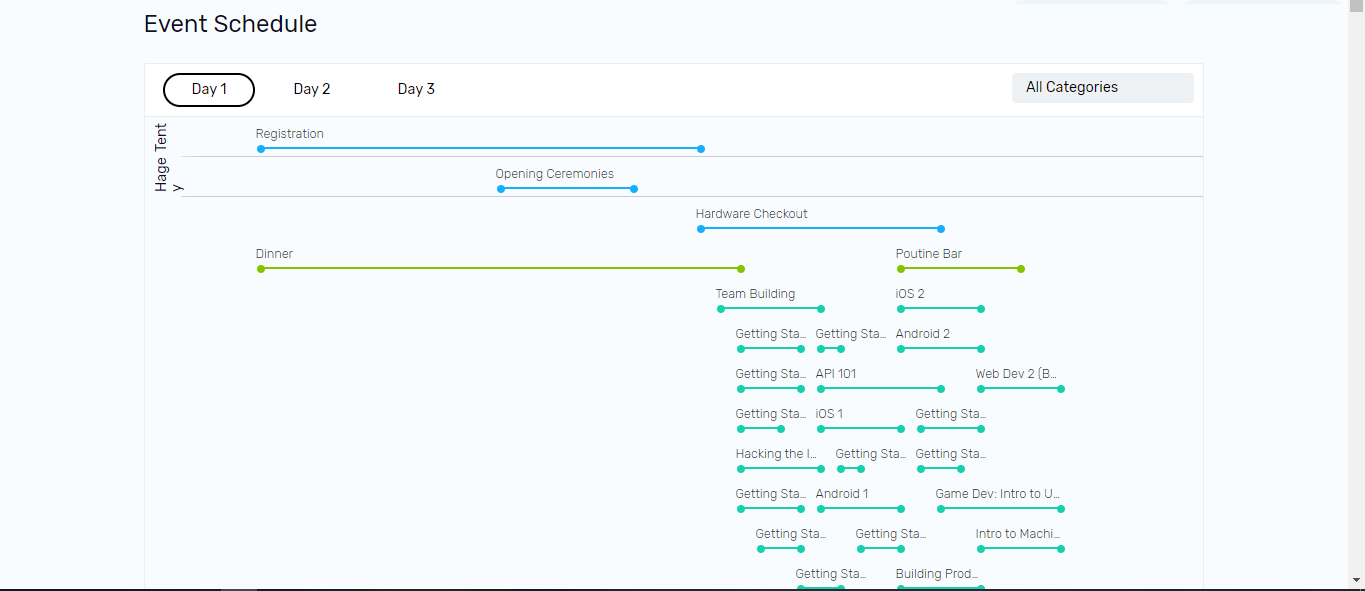 Event Schedule
Day 1 Day 2 Day 3 All Categories
Hage Tent
y
Registration
Opening Ceremonies
Hardware Checkout
Dinner Poutine Bar
Team Building iOS 2
Getting Sta... Getting Sta... Android 2
Getting Sta... API 101 Web Dev 2 (B...
Getting Sta... iOS 1 Getting Sta...
Hacking the I... Getting Sta... Getting Sta...
Getting Sta... Android 1 Game Dev: Intro to U...
Getting Sta... Getting Sta... Intro to Machi...
Getting Sta... Building Prod...